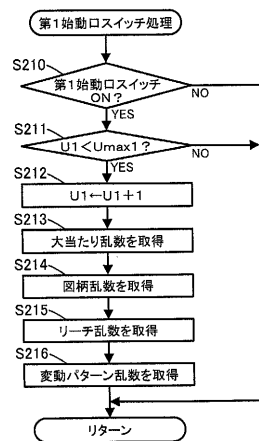 第1始動口スイッチ処理
S210
第1始動口スイッチ
ON?
NO
YES
S211
U1<Umax1?
NO
YES
S212
U1←U1+1
S213
大当たり乱数を取得
S214
図柄乱数を取得
S215
リーチ乱数を取得
S216
変動パターン乱数を取得
リターン